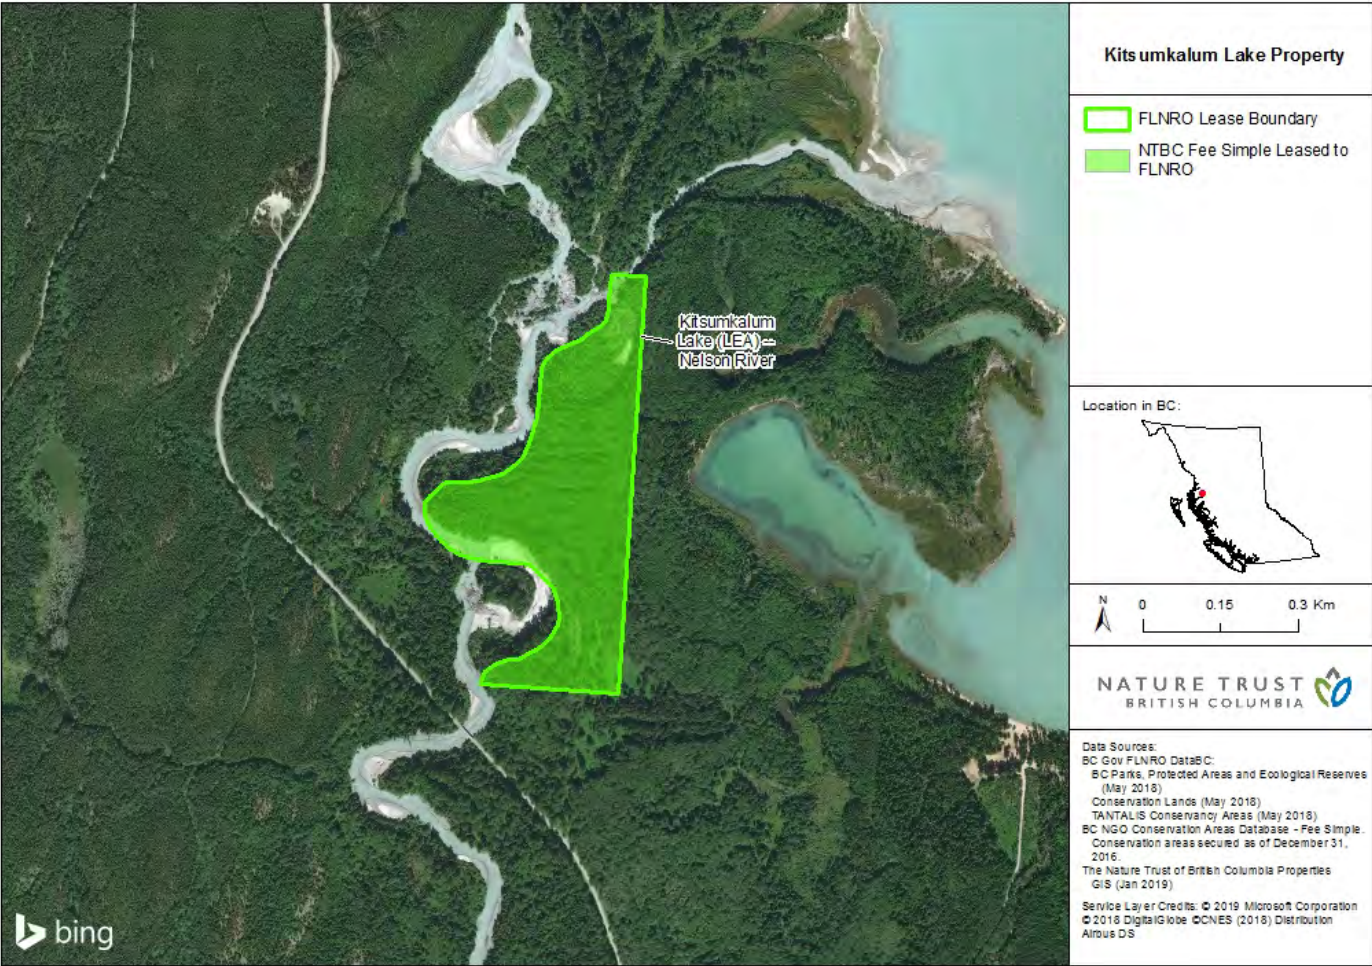 Kitsumkalum Lake Property
FLNRO Lease Boundary
NTBC Fee Simple Leased to
FLNRO
Kitsumkalum
Lake (LEA) --
Nelson River
Location in BC:
N
0 0.15 0.3 Km
NATURE TRUST
BRITISH COLUMBIA
Data Sources:
BC Gov FLNRO DataBC:
BC Parks, Protected Areas and Ecological Reserves
(May 2018)
Conservation Lands (May 2018)
TANTALIS Conservancy Areas (May 2018)
BC NGO Conservation Areas Database - Fee Simple.
Conservation areas secured as of December 31,
2016.
The Nature Trust of British Columbia Properties
GIS (Jan 2019)
Service Layer Credits: © 2019 Microsoft Corporation
© 2018 DigitalGlobe ©CNES (2018) Distribution
Airbus DS
bing